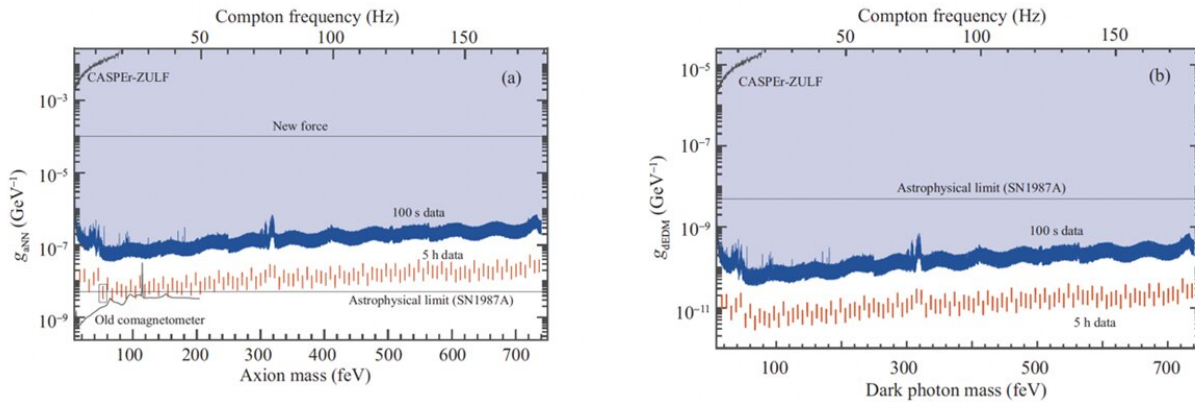 Compton frequency (Hz)
0 50 100 150
CASPEr-ZULF
(a)
10⁻³
New force
10⁻⁵
g_aNN (GeV⁻¹)
100 s data
10⁻⁷
5 h data
Astrophysical limit (SN1987A)
Old comagnetometer
10⁻⁹
100 200 300 400 500 600 700
Axion mass (feV)
Compton frequency (Hz)
50 100 150
10⁻⁵
CASPEr-ZULF
(b)
10⁻⁷
Astrophysical limit (SN1987A)
g_dEDM (GeV⁻¹)
10⁻⁹
100 s data
10⁻¹¹
5 h data
100 300 500 700
Dark photon mass (feV)